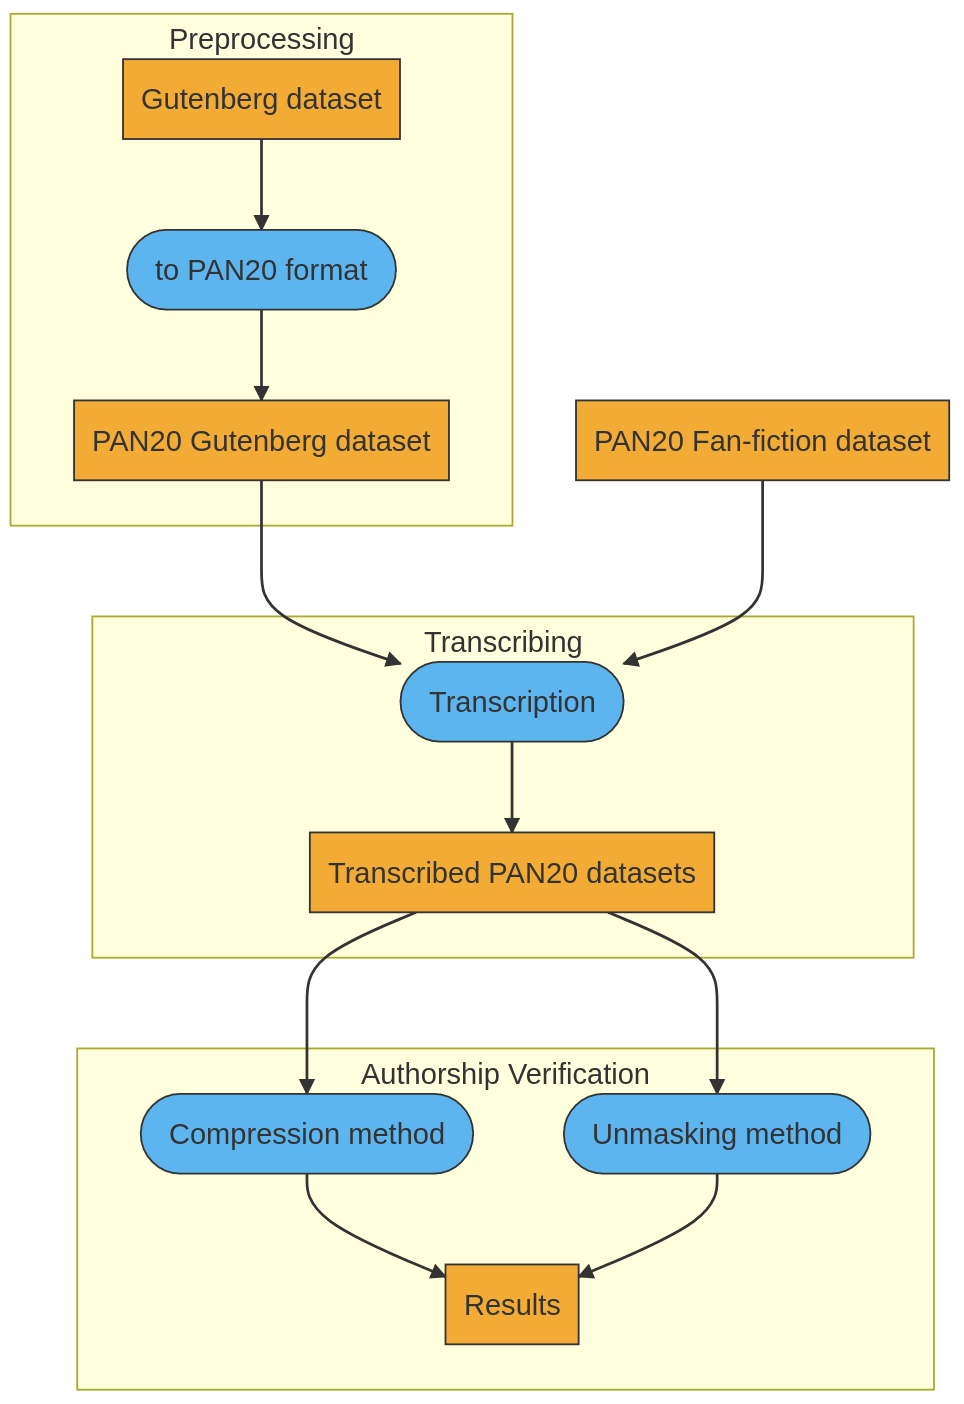 Preprocessing
Gutenberg dataset
to PAN20 format
PAN20 Gutenberg dataset
PAN20 Fan-fiction dataset
Transcribing
Transcription
Transcribed PAN20 datasets
Authorship Verification
Compression method
Unmasking method
Results